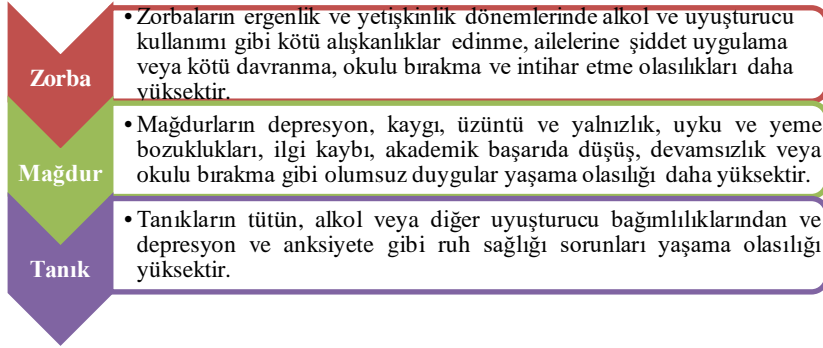 Zorba
• Zorbaların ergenlik ve yetişkinlik dönemlerinde alkol ve uyuşturucu
kullanımı gibi kötü alışkanlıklar edinme, ailelerine şiddet uygulama
veya kötü davranma, okulu bırakma ve intihar etme olasılıkları daha
yüksektir.
Mağdur
• Mağdurların depresyon, kaygı, üzüntü ve yalnızlık, uyku ve yeme
bozuklukları, ilgi kaybı, akademik başarıda düşüş, devamsızlık veya
okulu bırakma gibi olumsuz duygular yaşama olasılığı daha yüksektir.
Tanık
• Tanıkların tütün, alkol veya diğer uyuşturucu bağımlılıklarından ve
depresyon ve anksiyete gibi ruh sağlığı sorunları yaşama olasılığı
yüksektir.